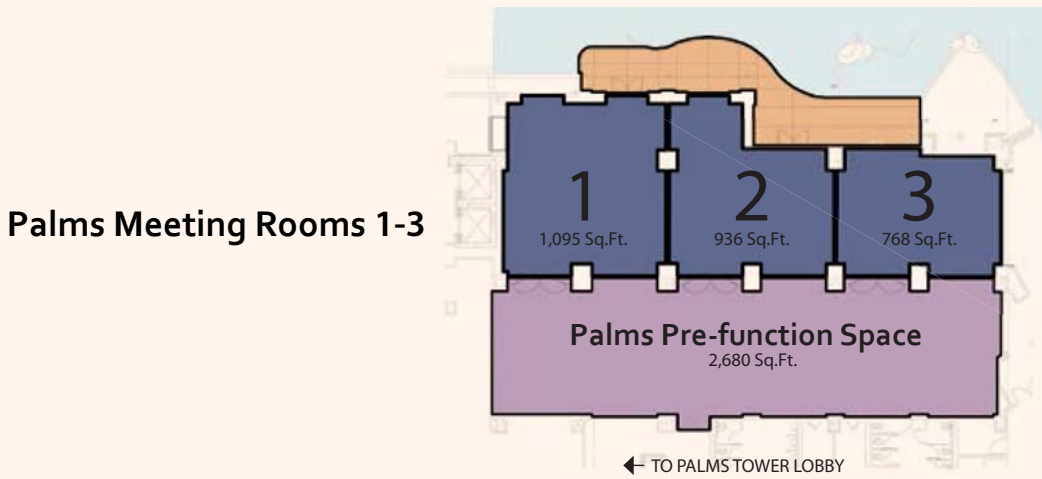 Palms Meeting Rooms 1-3
1
1,095 Sq.Ft.
2
936 Sq.Ft.
3
768 Sq.Ft.
Palms Pre-function Space
2,680 Sq.Ft.
TO PALMS TOWER LOBBY